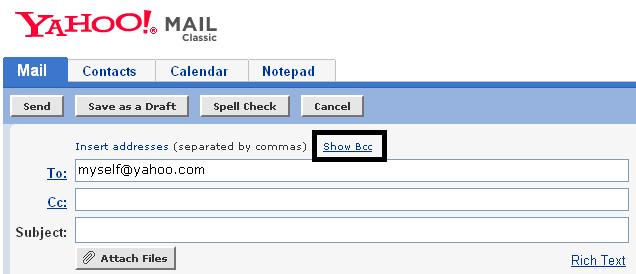 YAHOO! MAIL
Classic
Mail Contacts Calendar Notepad
Send Save as a Draft Spell Check Cancel
Insert addresses (separated by commas) Show Bcc
To: myself@yahoo.com
Cc:
Subject:
Attach Files Rich Text